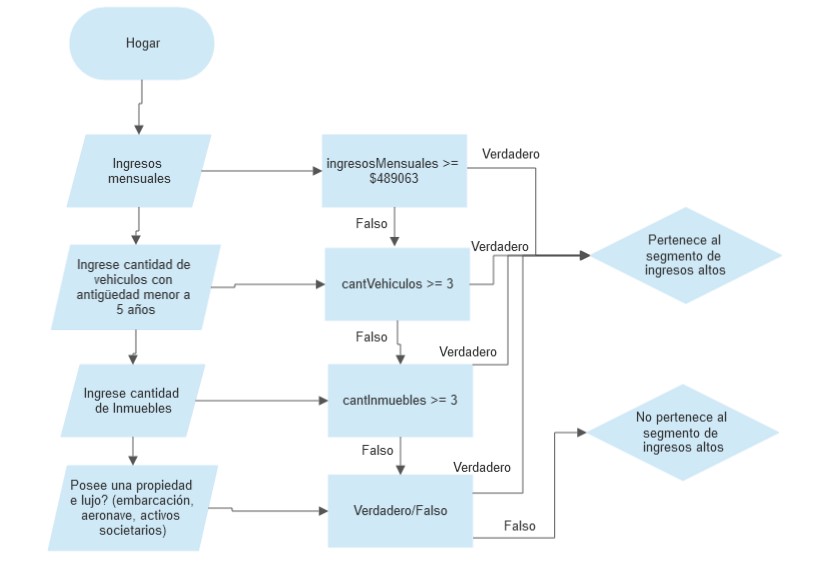 Hogar
Ingresos
mensuales
ingresosMensuales >=
$489063
Verdadero
Falso
Ingrese cantidad de
vehiculos con
antigüedad menor a
5 años
cantVehiculos >= 3
Verdadero
Pertenece al
segmento de
ingresos altos
Falso
Verdadero
Ingrese cantidad
de Inmuebles
cantInmuebles >= 3
No pertenece al
segmento de
ingresos altos
Falso
Verdadero
Posee una propiedad
e lujo? (embarcación,
aeronave, activos
societarios)
Verdadero/Falso
Falso